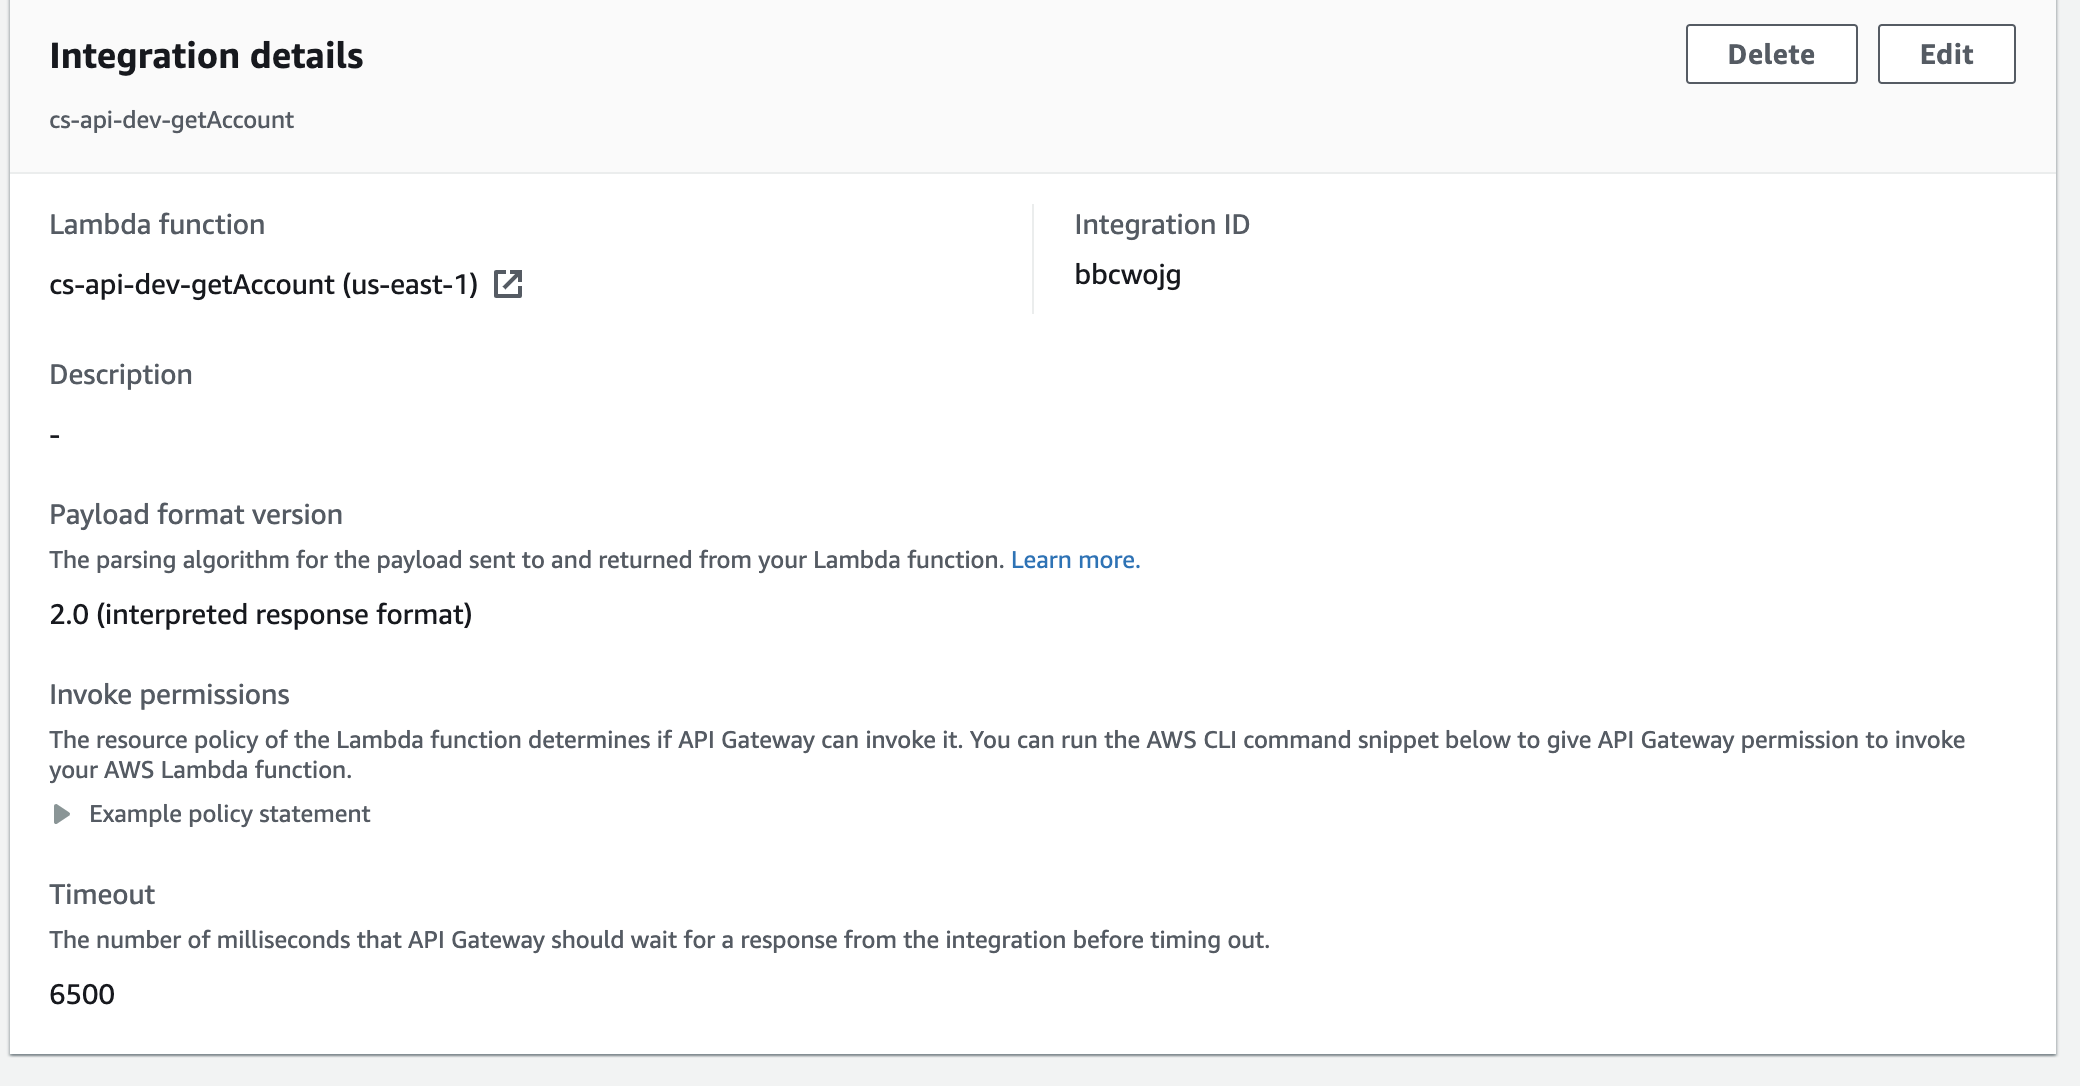 Integration details
Delete
Edit
cs-api-dev-getAccount
Lambda function
cs-api-dev-getAccount (us-east-1)
Integration ID
bbcwojg
Description
-
Payload format version
The parsing algorithm for the payload sent to and returned from your Lambda function. Learn more.
2.0 (interpreted response format)
Invoke permissions
The resource policy of the Lambda function determines if API Gateway can invoke it. You can run the AWS CLI command snippet below to give API Gateway permission to invoke
your AWS Lambda function.
Example policy statement
Timeout
The number of milliseconds that API Gateway should wait for a response from the integration before timing out.
6500